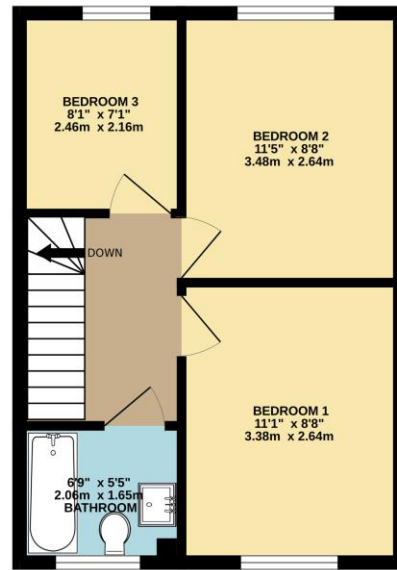 BEDROOM 3
8'1" x 7'1"
2.46m x 2.16m
BEDROOM 2
11'5" x 8'8"
3.48m x 2.64m
DOWN
BEDROOM 1
11'1" x 8'8"
3.38m x 2.64m
6'9" x 5'5"
2.06m x 1.65m
BATHROOM